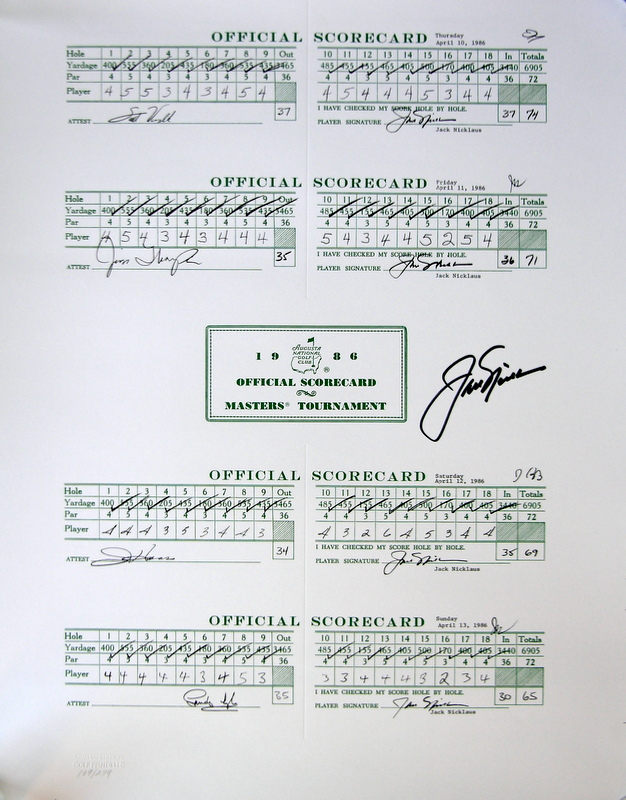 OFFICIAL SCORECARD Thursday April 10, 1986
Hole 1 2 3 4 5 6 7 8 9 Out 10 11 12 13 14 15 16 17 18 In Totals
Yardage 400 555 360 205 435 180 360 535 435 3465 485 455 155 465 405 500 170 400 405 3440 6905
Par 4 5 4 3 4 3 4 5 4 36 4 4 3 5 4 5 3 4 4 36 72
Player 4 5 5 3 4 3 4 5 4 37 4 5 4 4 4 5 3 4 4 37 74
I HAVE CHECKED MY SCORE HOLE BY HOLE.
ATTEST PLAYER SIGNATURE
Jack Nicklaus
OFFICIAL SCORECARD Friday April 11, 1986
Hole 1 2 3 4 5 6 7 8 9 Out 10 11 12 13 14 15 16 17 18 In Totals
Yardage 400 555 360 205 435 180 360 535 435 3465 485 455 155 465 405 500 170 400 405 3440 6905
Par 4 5 4 3 4 3 4 5 4 36 4 4 3 5 4 5 3 4 4 36 72
Player 4 5 4 3 4 3 4 4 4 35 5 4 3 4 4 5 2 5 4 36 71
I HAVE CHECKED MY SCORE HOLE BY HOLE.
ATTEST PLAYER SIGNATURE
Jack Nicklaus
1986
AUGUSTA NATIONAL GOLF CLUB ®
OFFICIAL SCORECARD
MASTERS® TOURNAMENT
OFFICIAL SCORECARD Saturday April 12, 1986
Hole 1 2 3 4 5 6 7 8 9 Out 10 11 12 13 14 15 16 17 18 In Totals
Yardage 400 555 360 205 435 180 360 535 435 3465 485 455 155 465 405 500 170 400 405 3440 6905
Par 4 5 4 3 4 3 4 5 4 36 4 4 3 5 4 5 3 4 4 36 72
Player 4 4 4 3 5 3 4 4 3 34 4 3 2 6 4 5 3 4 4 35 69
I HAVE CHECKED MY SCORE HOLE BY HOLE.
ATTEST PLAYER SIGNATURE
Jack Nicklaus
OFFICIAL SCORECARD Sunday April 13, 1986
Hole 1 2 3 4 5 6 7 8 9 Out 10 11 12 13 14 15 16 17 18 In Totals
Yardage 400 555 360 205 435 180 360 535 435 3465 485 455 155 465 405 500 170 400 405 3440 6905
Par 4 5 4 3 4 3 4 5 4 36 4 4 3 5 4 5 3 4 4 36 72
Player 4 4 4 4 4 3 4 5 3 35 3 3 4 4 4 3 2 3 4 30 65
I HAVE CHECKED MY SCORE HOLE BY HOLE.
ATTEST PLAYER SIGNATURE
Jack Nicklaus